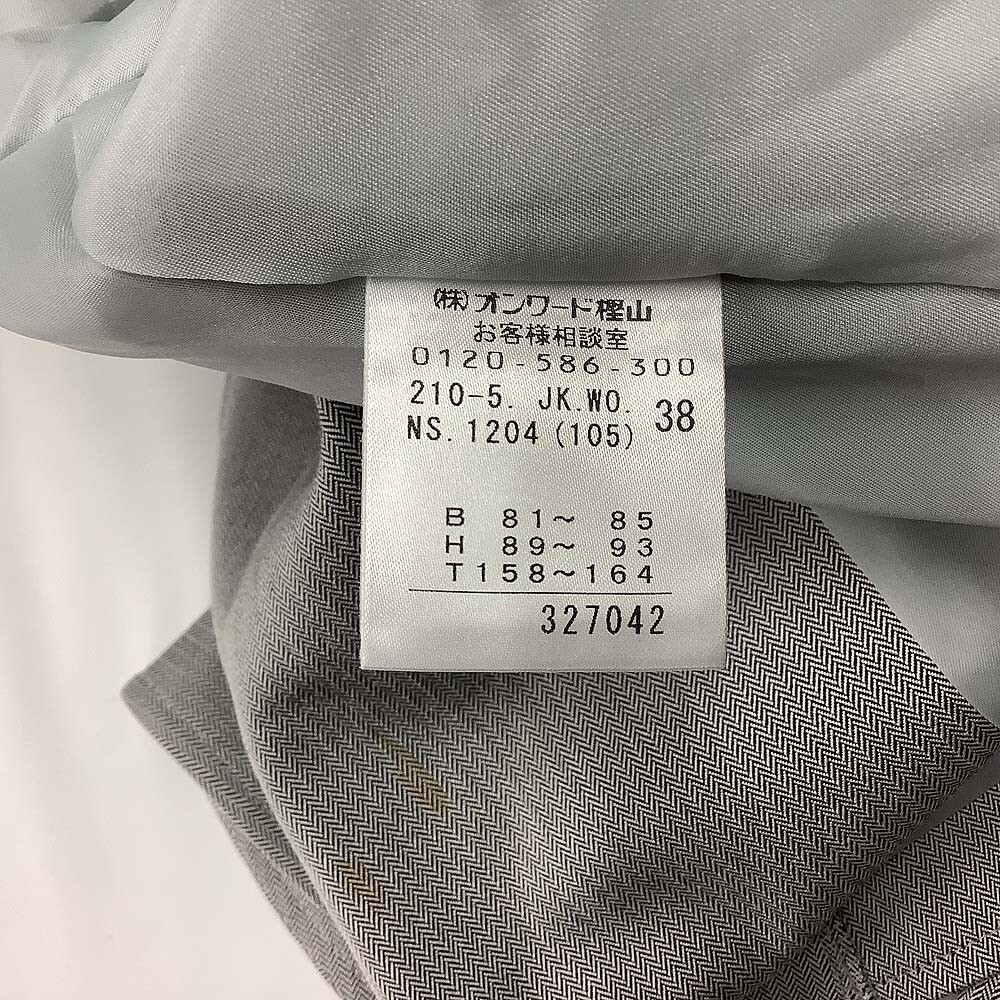 (株)オンワード樫山
お客様相談室
0120-586-300
210-5. JK.WO. 38
NS.1204(105)
B 81～ 85
H 89～ 93
T158～164
327042